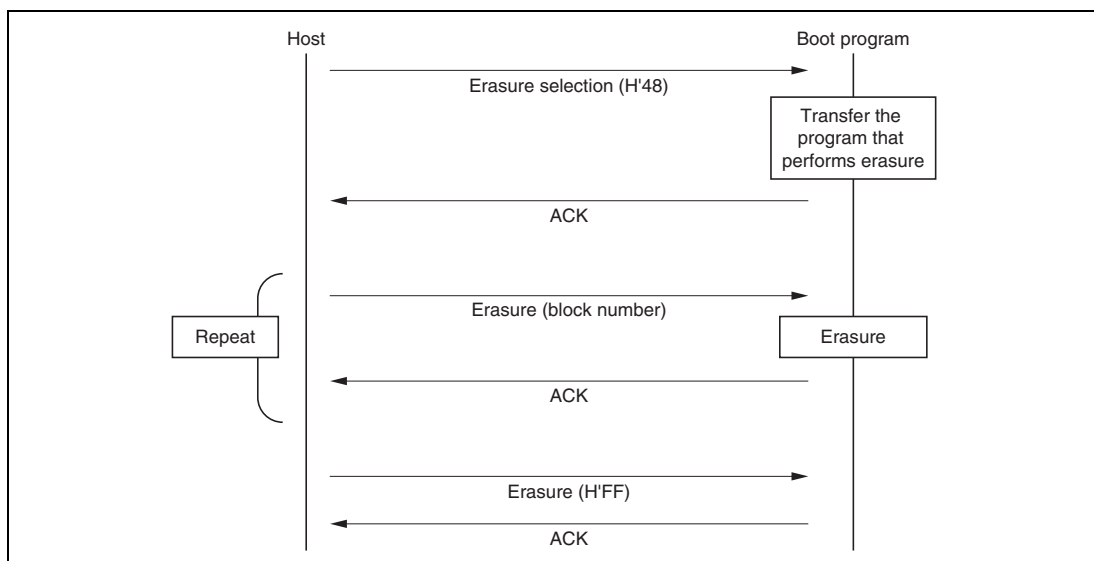 Host
Boot program
Erasure selection (H'48)
Transfer the
program that
performs erasure
ACK
Erasure (block number)
Repeat
Erasure
ACK
Erasure (H'FF)
ACK